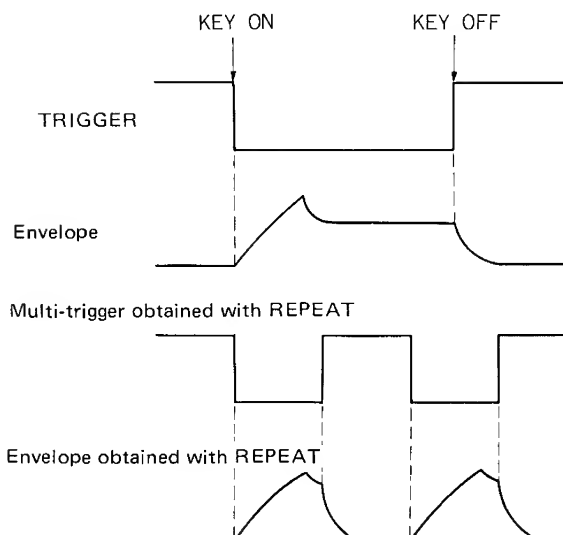 KEY ON KEY OFF
TRIGGER
Envelope
Multi-trigger obtained with REPEAT
Envelope obtained with REPEAT